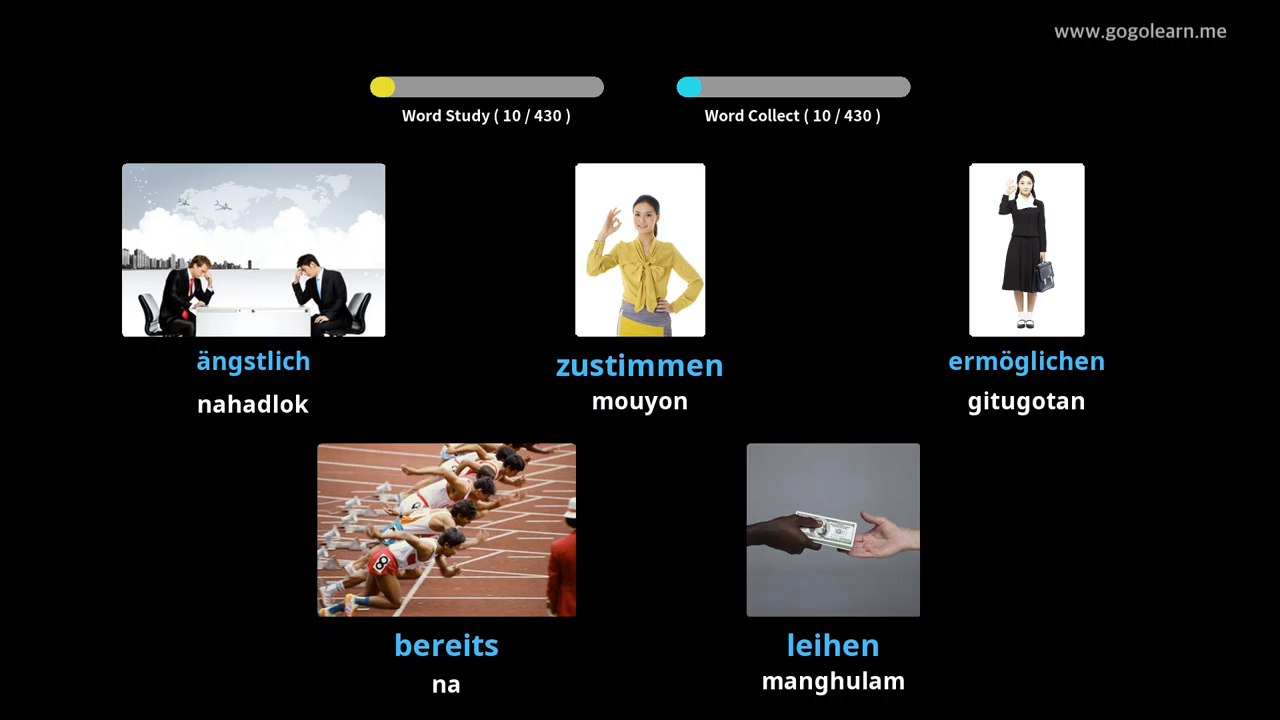 www.gogolearn.me
Word Study ( 10 / 430 )
Word Collect ( 10 / 430 )
ängstlich
nahadlok
zustimmen
mouyon
ermöglichen
gitugotan
bereits
na
leihen
manghulam